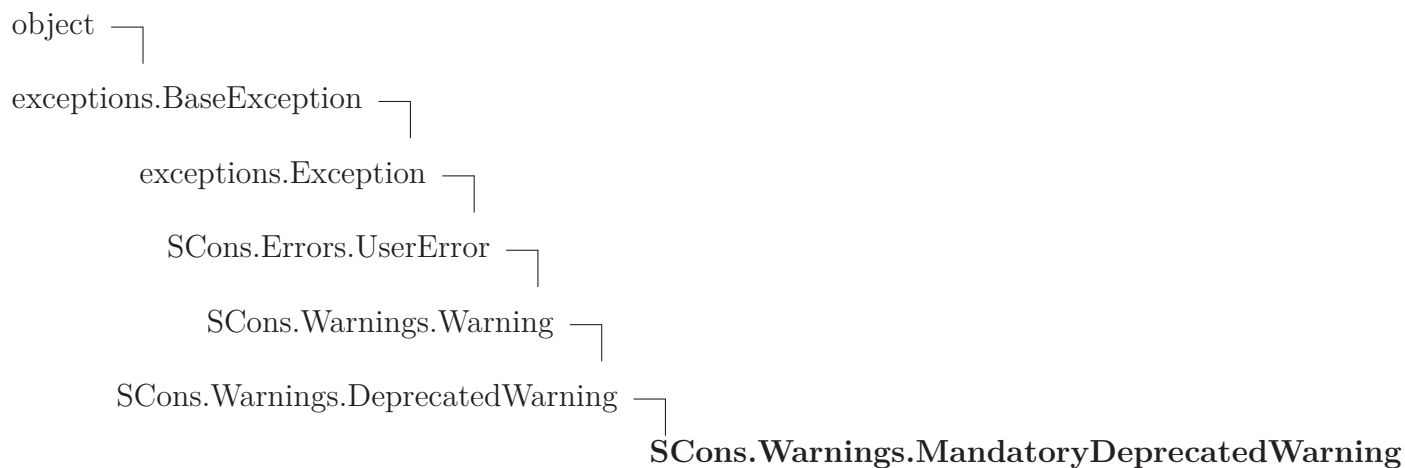 object
exceptions.BaseException
exceptions.Exception
SCons.Errors.UserError
SCons.Warnings.Warning
SCons.Warnings.DeprecatedWarning
SCons.Warnings.MandatoryDeprecatedWarning